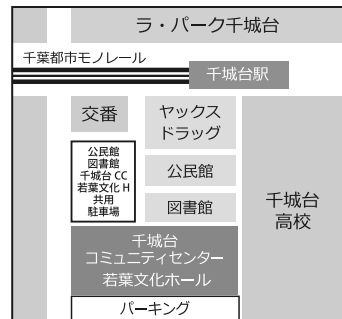 ラ・パーク千城台
千葉都市モノレール
千城台駅
交番
ヤックス
ドラッグ
公民館
図書館
千城台 CC
若葉文化 H
共用
駐車場
公民館
図書館
千城台
高校
千城台
コミュニティセンター
若葉文化ホール
パーキング